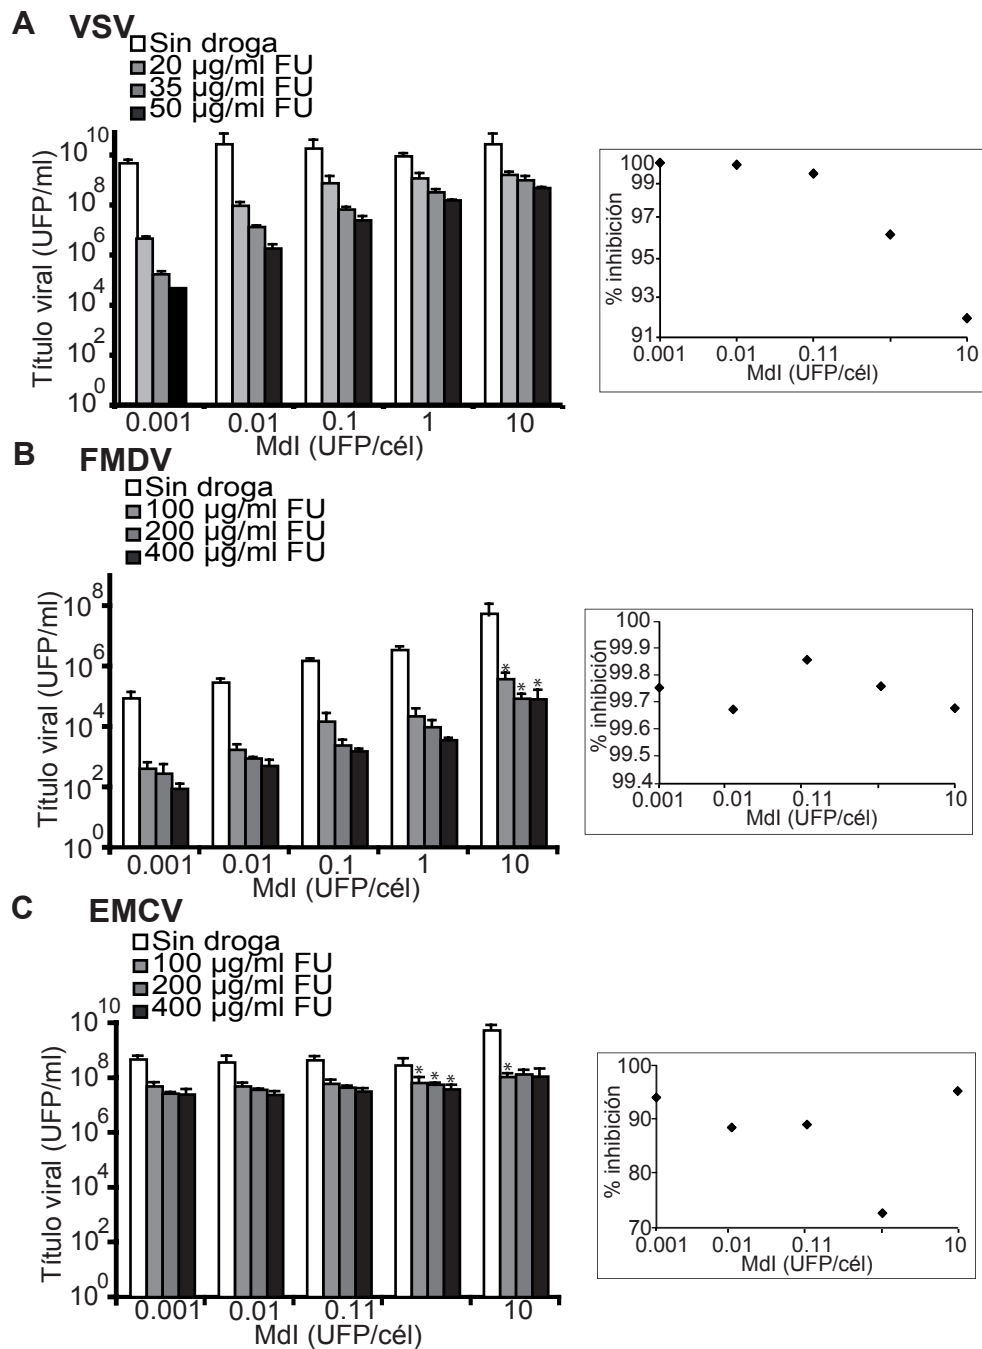 A VSV
Sin droga
20 µg/ml FU
35 µg/ml FU
50 µg/ml FU
Título viral (UFP/ml)
10^10
10^8
10^6
10^4
10^2
10^0
0.001 0.01 0.1 1 10
MdI (UFP/cél)
% inhibición
100
99
97
95
93
91
0.001 0.01 0.11 10
MdI (UFP/cél)
B FMDV
Sin droga
100 µg/ml FU
200 µg/ml FU
400 µg/ml FU
Título viral (UFP/ml)
10^8
10^6
10^4
10^2
10^0
* * *
0.001 0.01 0.1 1 10
MdI (UFP/cél)
% inhibición
100
99.9
99.8
99.7
99.6
99.5
99.4
0.001 0.01 0.11 10
MdI (UFP/cél)
C EMCV
Sin droga
100 µg/ml FU
200 µg/ml FU
400 µg/ml FU
Título viral (UFP/ml)
10^10
10^8
10^6
10^4
10^2
10^0
* * * *
0.001 0.01 0.11 10
MdI (UFP/cél)
% inhibición
100
90
80
70
0.001 0.01 0.11 10
MdI (UFP/cél)